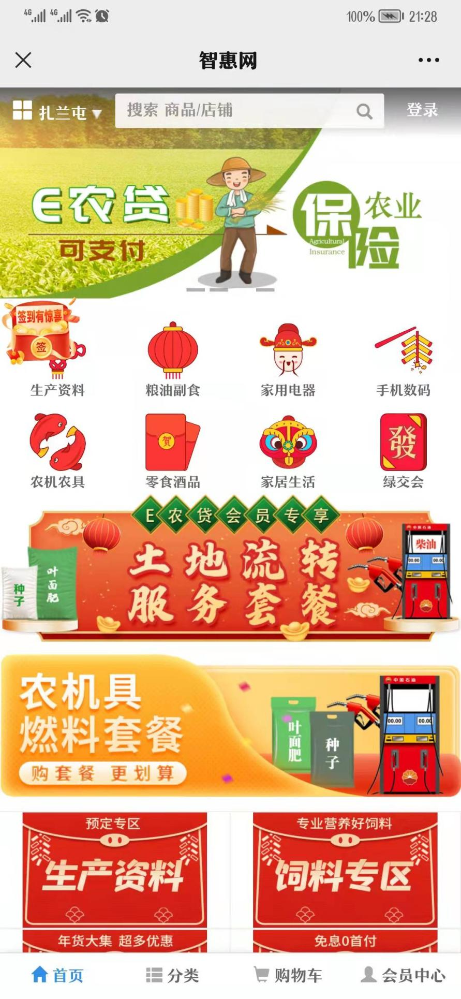 4G 4G 100% 21:28
智惠网
扎兰屯 搜索 商品/店铺 登录
E农贷
可支付
保险 农业
Agricultural
Insurance
签到有惊喜
签
生产资料 粮油副食 家用电器 手机数码
贺
發
农机农具 零食酒品 家居生活 绿交会
E农贷会员专享
土地流转
服务套餐
种子
叶面肥
中国石油
柴油
00.00 00.00
农机具
燃料套餐
购套餐 更划算
叶面肥
种子
中国石油
00.00 00.00
预定专区
生产资料
专业营养好饲料
饲料专区
年货大集 超多优惠
免息0首付
首页 分类 购物车 会员中心